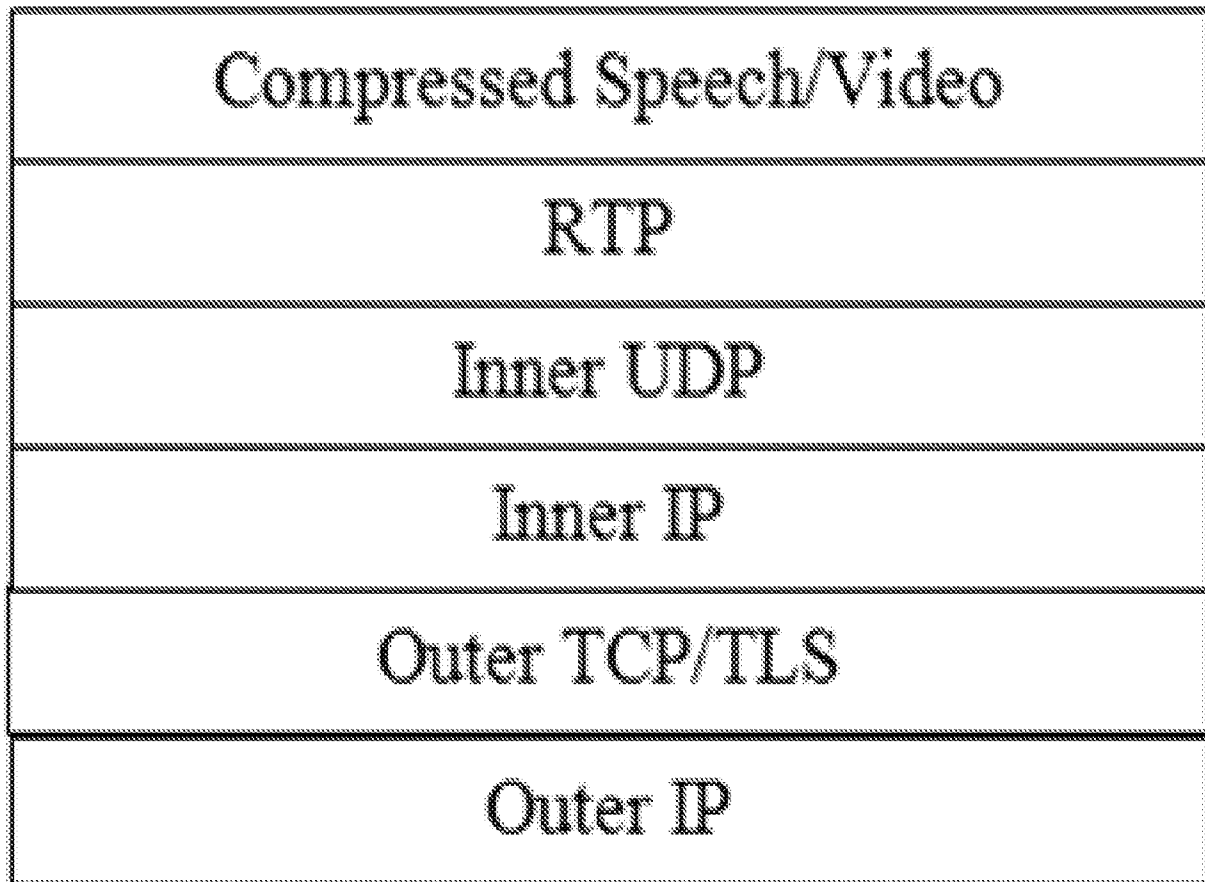 Compressed Speech/Video
RTP
Inner UDP
Inner IP
Outer TCP/TLS
Outer IP